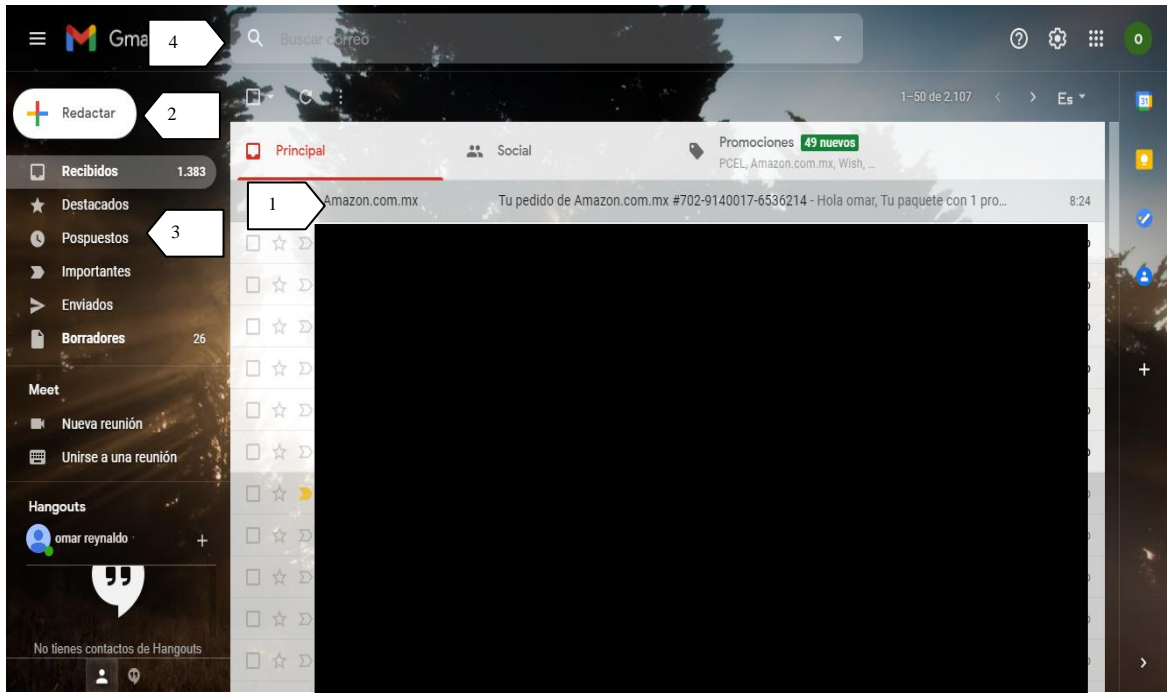 Gma
4
Buscar correo
Redactar
2
1–50 de 2.107
Es
31
Principal
Social
Promociones 49 nuevos
PCEL, Amazon.com.mx, Wish, ...
Recibidos 1.383
1
Amazon.com.mx
Tu pedido de Amazon.com.mx #702-9140017-6536214 - Hola omar, Tu paquete con 1 pro...
8:24
Destacados
Pospuestos
3
Importantes
Enviados
Borradores 26
Meet
Nueva reunión
Unirse a una reunión
Hangouts
omar reynaldo
No tienes contactos de Hangouts